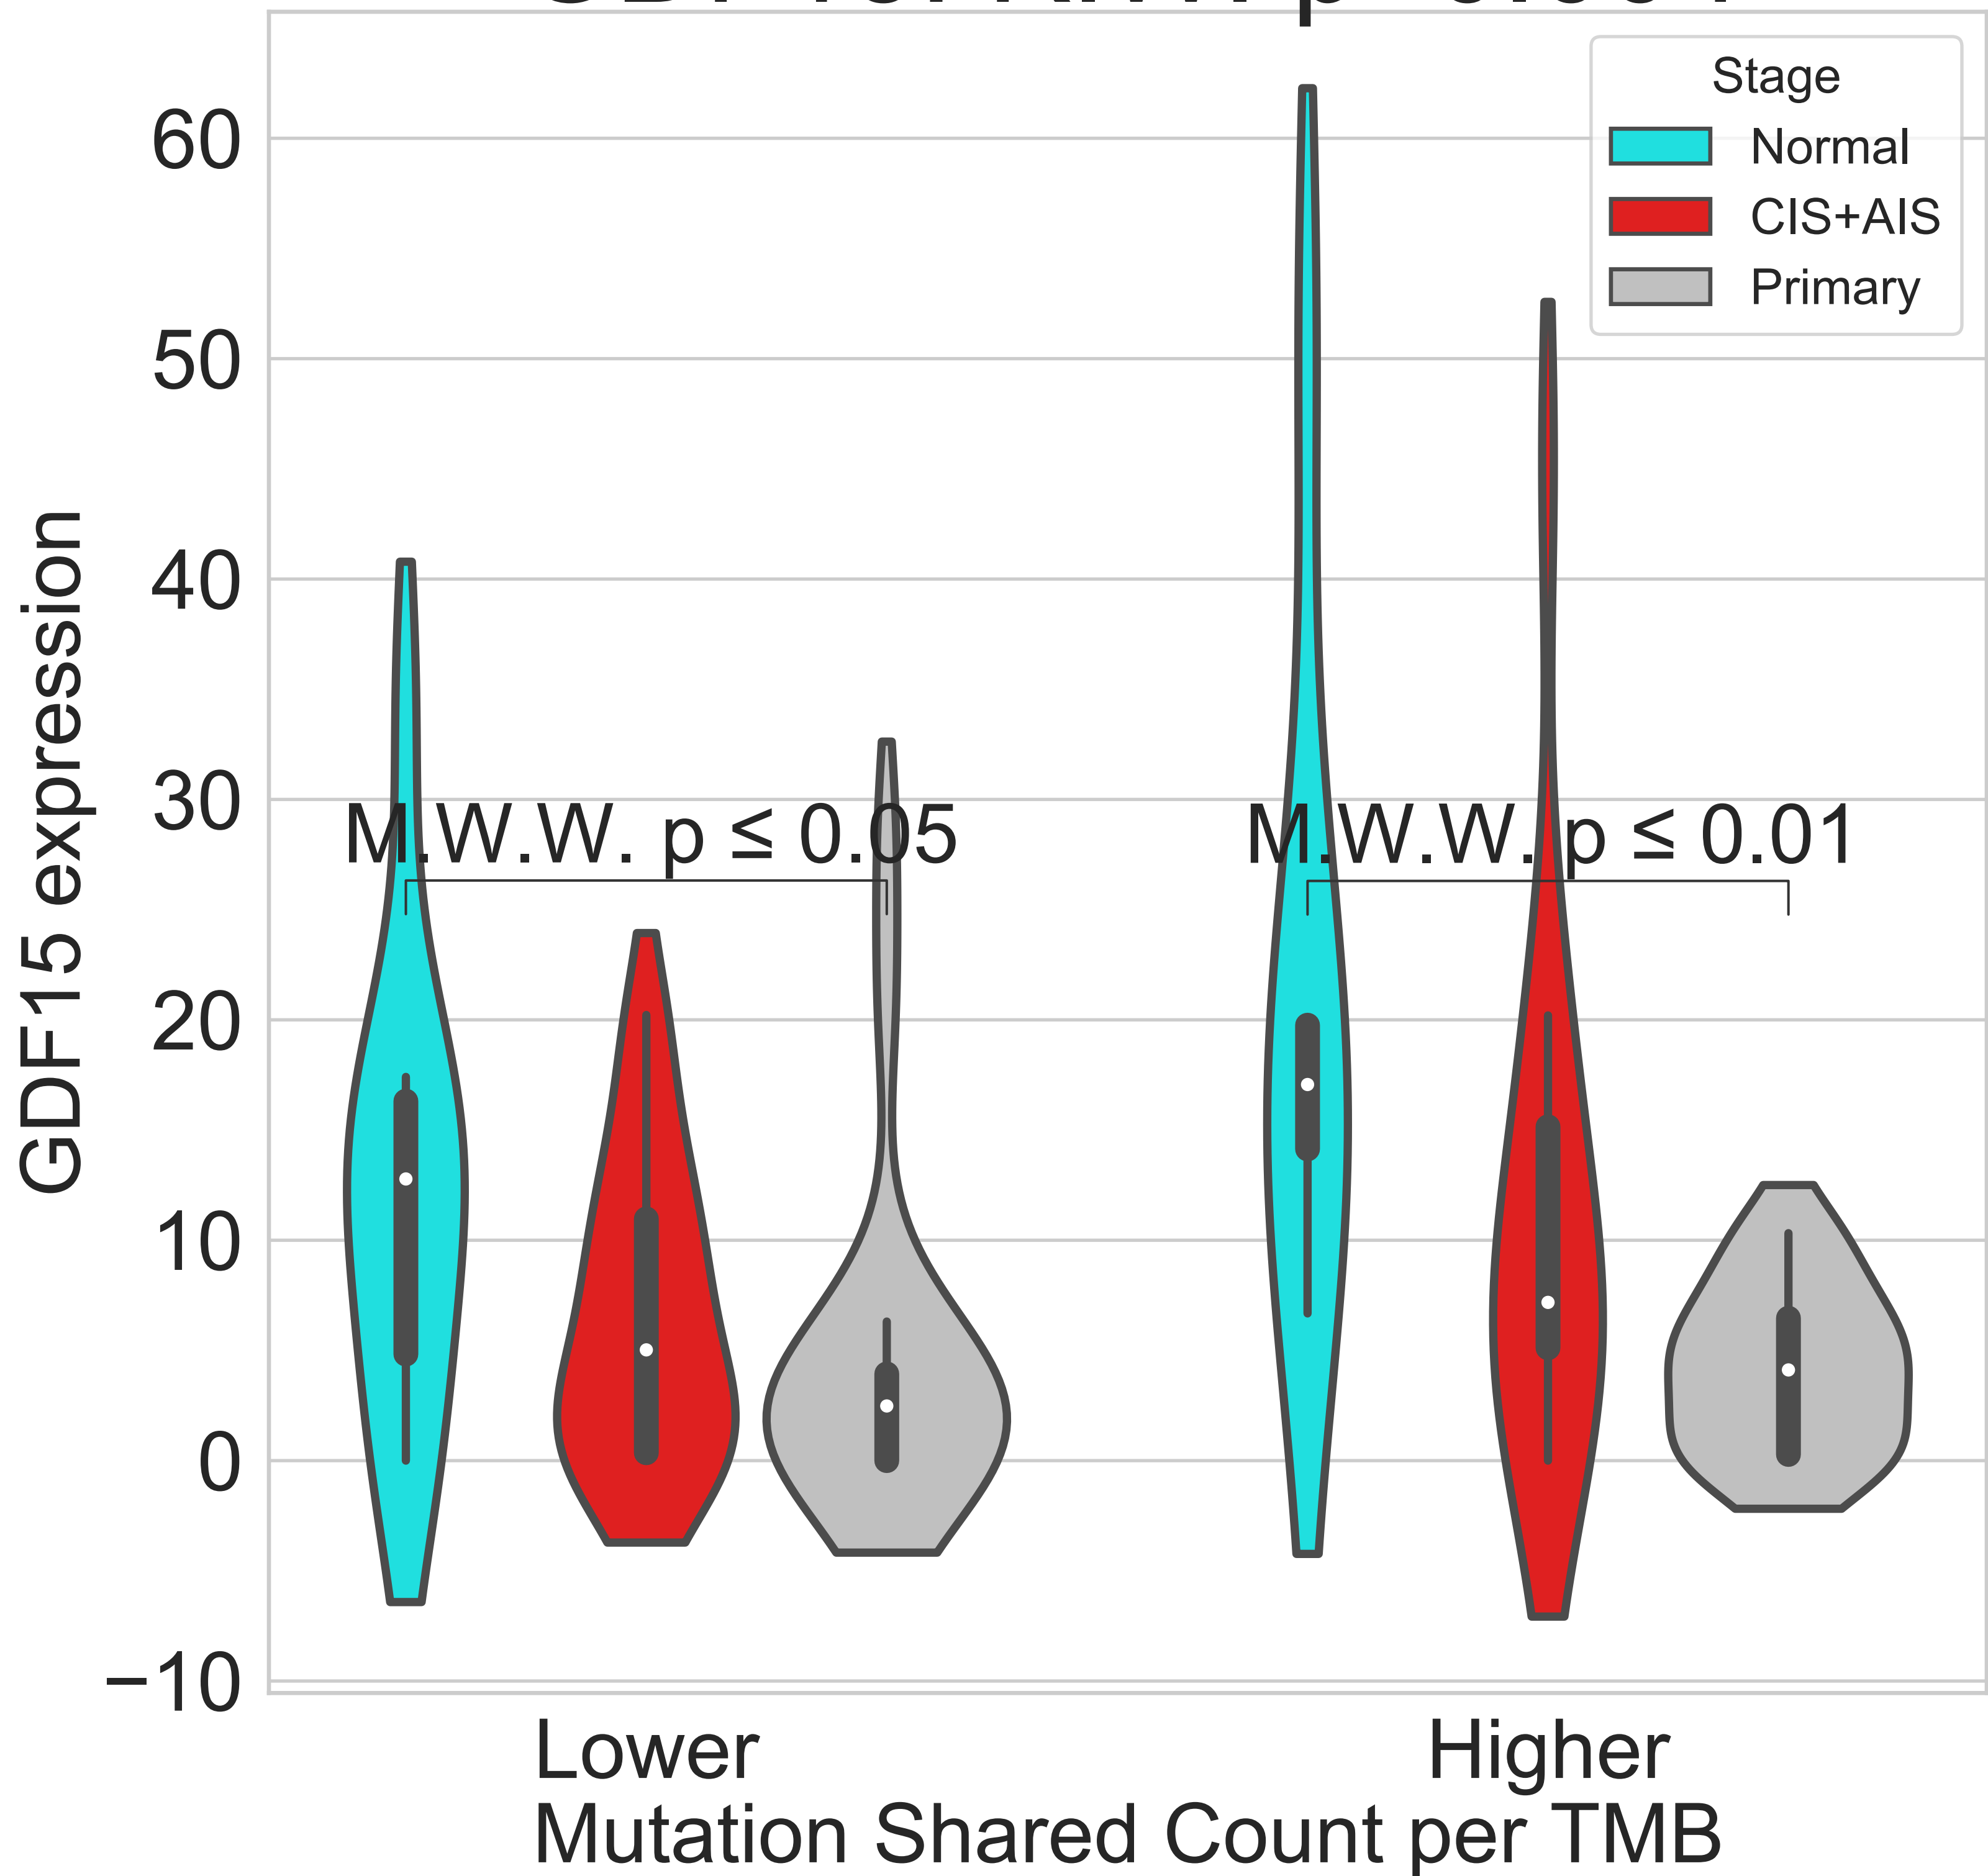 Stage
Normal
CIS+AIS
Primary
60
50
40
30
20
10
0
−10
GDF15 expression
M.W.W. p ≤ 0.05
M.W.W. p ≤ 0.01
Lower
Higher
Mutation Shared Count per TMB